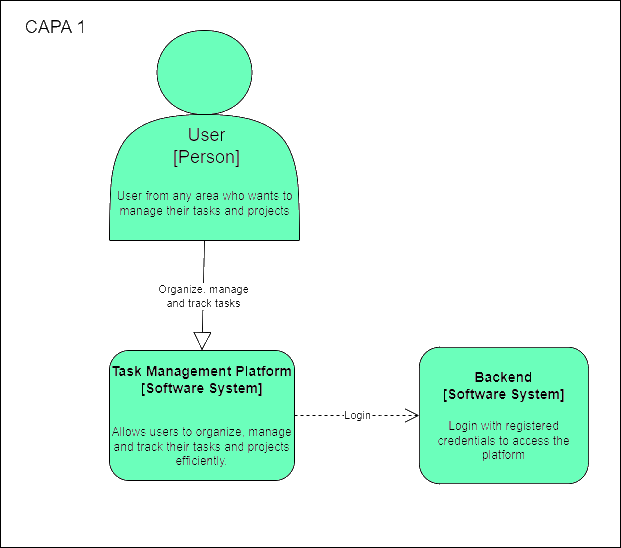 CAPA 1
User
[Person]
User from any area who wants to
manage their tasks and projects
Organize, manage
and track tasks
Task Management Platform
[Software System]
Allows users to organize, manage
and track their tasks and projects
efficiently.
Login
Backend
[Software System]
Login with registered
credentials to access the
platform